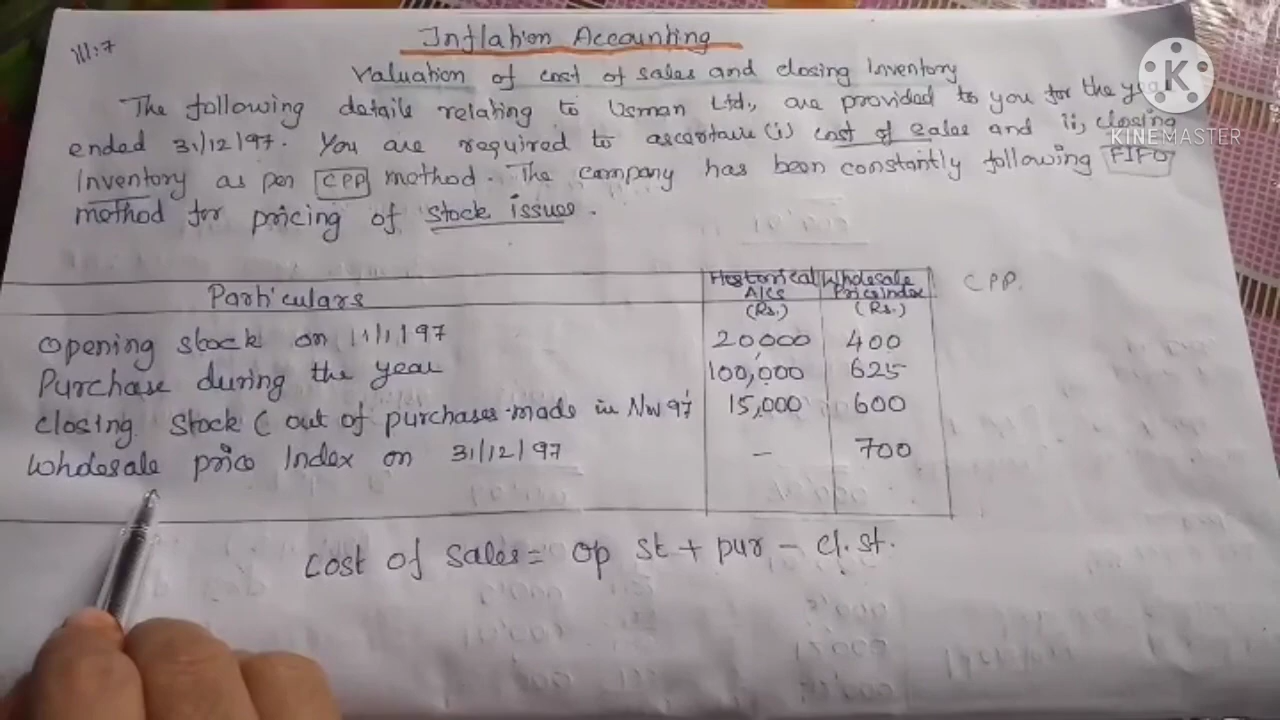 Ill:7
Inflation Accounting
Valuation of cost of sales and closing Inventory
The following details relating to Usman Ltd., are provided to you for the year
ended 31/12/97. You are required to ascertain (i) cost of sales and ii, closing
Inventory as per CPP method. The company has been constantly following FIFO
method for pricing of stock issues.
K
KINEMASTER
Particulars Historical A/cs (Rs.) Wholesale Price Index (Rs.) CPP.
Opening stock on 1/1/97 20,000 400
Purchase during the year 100,000 625
Closing stock (out of purchases made in Nov 97 15,000 600
Wholesale price Index on 31/12/97 - 700
Cost of Sales = Op st + pur - cl. st.